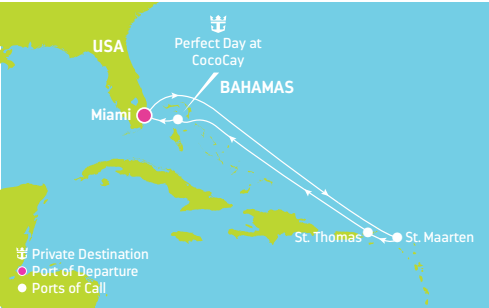 USA
Perfect Day at
CocoCay
BAHAMAS
Miami
St. Thomas
St. Maarten
Private Destination
Port of Departure
Ports of Call